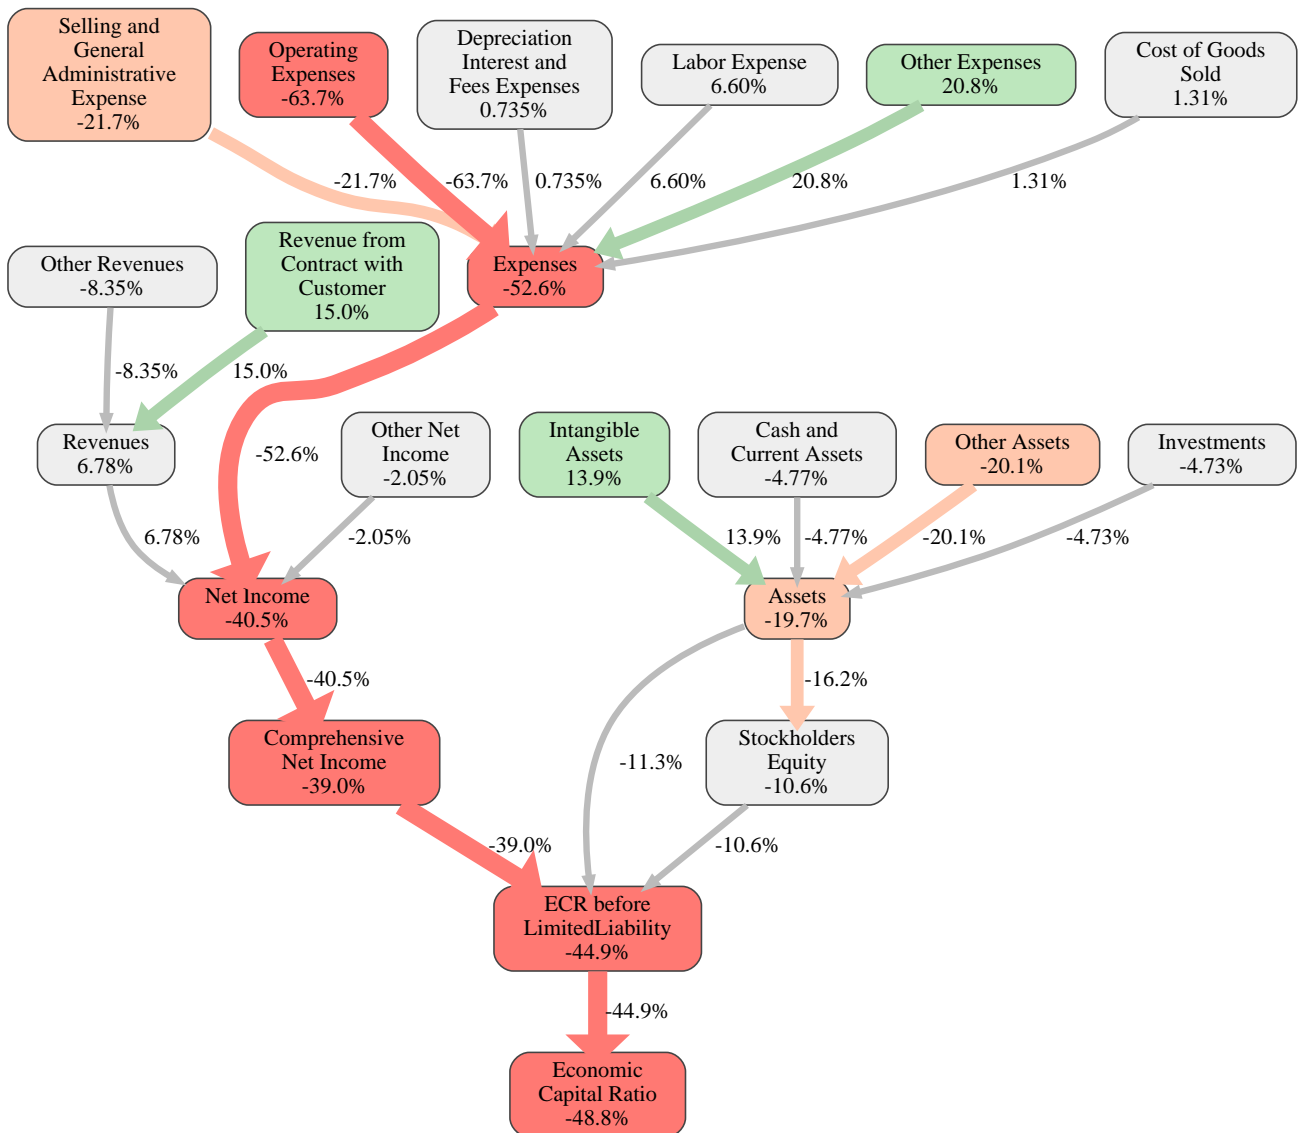 Selling and
General
Administrative
Expense
-21.7%
Operating
Expenses
-63.7%
Depreciation
Interest and
Fees Expenses
0.735%
Labor Expense
6.60%
Other Expenses
20.8%
Cost of Goods
Sold
1.31%
-21.7%
-63.7%
0.735%
6.60%
20.8%
1.31%
Other Revenues
-8.35%
Revenue from
Contract with
Customer
15.0%
Expenses
-52.6%
-8.35%
15.0%
Revenues
6.78%
-52.6%
Other Net
Income
-2.05%
Intangible
Assets
13.9%
Cash and
Current Assets
-4.77%
Other Assets
-20.1%
Investments
-4.73%
6.78%
-2.05%
13.9%
-4.77%
-20.1%
-4.73%
Net Income
-40.5%
Assets
-19.7%
-40.5%
-16.2%
Comprehensive
Net Income
-39.0%
-11.3%
Stockholders
Equity
-10.6%
-39.0%
-10.6%
ECR before
LimitedLiability
-44.9%
-44.9%
Economic
Capital Ratio
-48.8%